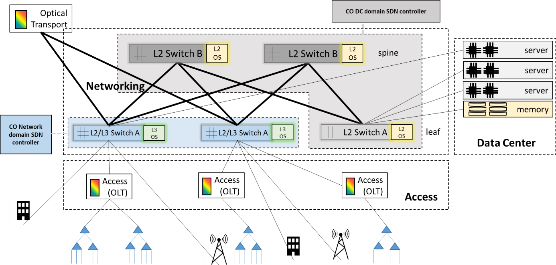 Optical
Transport
CO DC domain SDN controller
L2 Switch B
L2
OS
L2 Switch B
L2
OS
spine
Networking
server
server
server
memory
CO Network
domain SDN
controller
L2/L3 Switch A
L3
OS
L2/L3 Switch A
L3
OS
L2 Switch A
L2
OS
leaf
Data Center
Access
(OLT)
Access
(OLT)
Access
(OLT)
Access